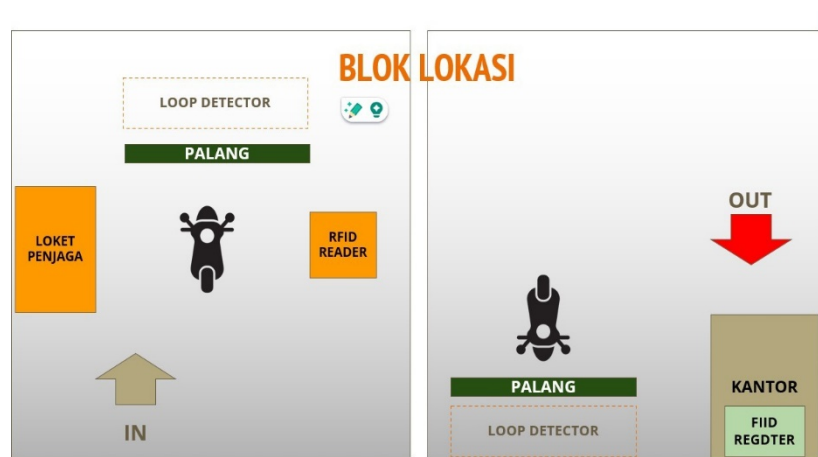 BLOK LOKASI
LOOP DETECTOR
PALANG
LOKET
PENJAGA
RFID
READER
IN
OUT
PALANG
LOOP DETECTOR
KANTOR
FIID
REGDTER